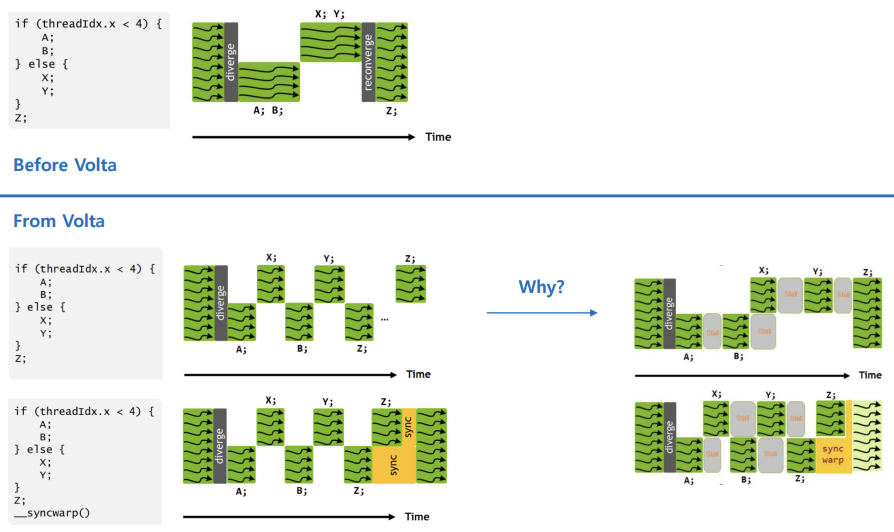 if (threadIdx.x < 4) {
A;
B;
} else {
X;
Y;
}
Z;
diverge
A; B;
X; Y;
reconverge
Z;
Time
Before Volta
From Volta
if (threadIdx.x < 4) {
A;
B;
} else {
X;
Y;
}
Z;
diverge
X; Y; Z;
A; B; Z;
...
Time
Why?
diverge
X; Y; Z;
Stall Stall
Stall Stall
A; B;
Time
if (threadIdx.x < 4) {
A;
B;
} else {
X;
Y;
}
Z;
__syncwarp()
diverge
X; Y; Z;
sync
sync
A; B; Z;
Time
diverge
X; Y; Z;
Stall Stall
Stall Stall
sync
warp
A; B; Z;